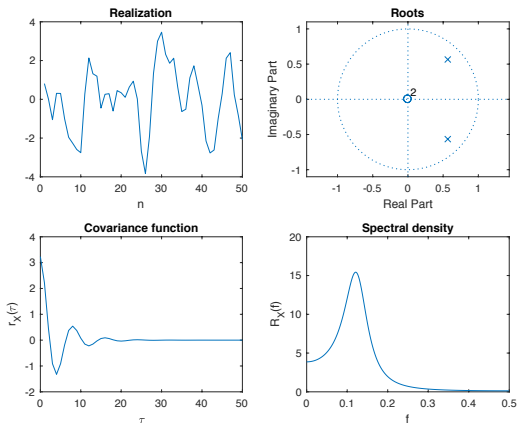 Realization
4
2
0
-2
-4
0 10 20 30 40 50
n
Roots
Imaginary Part
1
0.5
0
-0.5
-1
2
-1 -0.5 0 0.5 1
Real Part
Covariance function
r_X(τ)
4
3
2
1
0
-1
-2
0 10 20 30 40 50
τ
Spectral density
R_X(f)
20
15
10
5
0
0 0.1 0.2 0.3 0.4 0.5
f